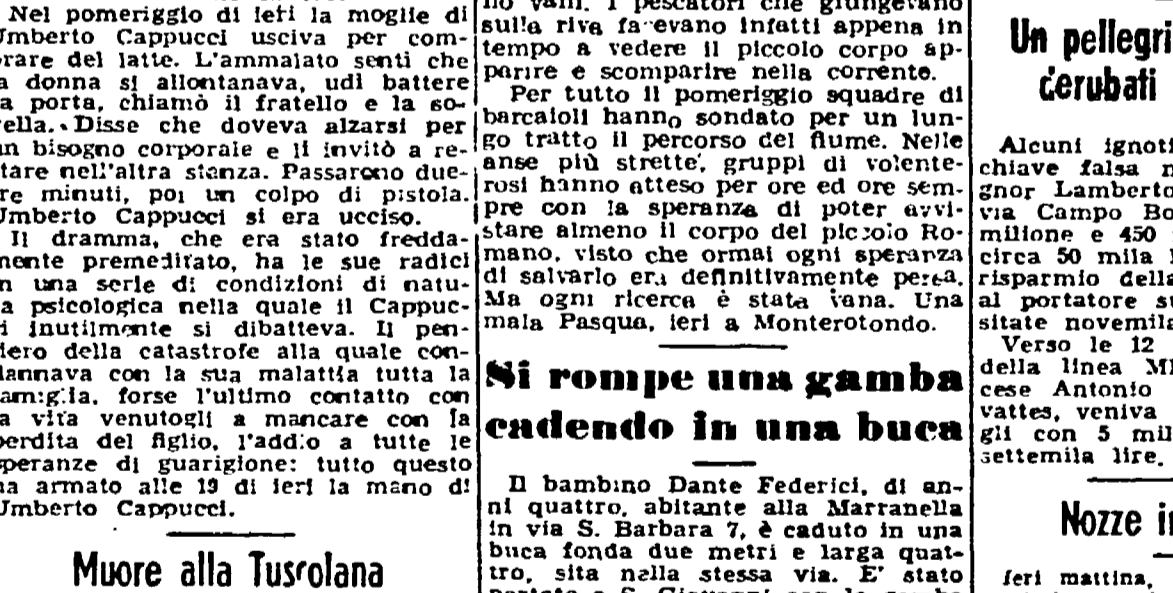 Nel pomeriggio di ieri la moglie di
Umberto Cappucci usciva per com-
rare del latte. L'ammalato sentì che
a donna si allontanava, udì battere
a porta, chiamò il fratello e la so-
ella. Disse che doveva alzarsi per
un bisogno corporale e li invitò a re-
tare nell'altra stanza. Passarono due-
re minuti, poi un colpo di pistola.
Umberto Cappucci si era ucciso.
Il dramma, che era stato fredda-
mente premeditato, ha le sue radici
n una serie di condizioni di natu-
a psicologica nella quale il Cappuc-
i inutilmente si dibatteva. Il pen-
iero della catastrofe alla quale con-
dannava con la sua malattia tutta la
amiglia, forse l'ultimo contatto con
a vita venutogli a mancare con la
perdita del figlio, l'addio a tutte le
speranze di guarigione: tutto questo
ha armato alle 19 di ieri la mano di
Umberto Cappucci.
Muore alla Tuscolana
no vani. I pescatori che giungevano
sulla riva facevano infatti appena in
tempo a vedere il piccolo corpo ap-
parire e scomparire nella corrente.
Per tutto il pomeriggio squadre di
barcaioli hanno sondato per un lun-
go tratto il percorso del fiume. Nelle
anse più strette, gruppi di volente-
rosi hanno atteso per ore ed ore sem-
pre con la speranza di poter avvi-
stare almeno il corpo del piccolo Ro-
mano, visto che ormai ogni speranza
di salvarlo era definitivamente persa.
Ma ogni ricerca è stata vana. Una
mala Pasqua, ieri a Monterotondo.
Si rompe una gamba
cadendo in una buca
Il bambino Dante Federici, di an-
ni quattro, abitante alla Marranella
in via S. Barbara 7, è caduto in una
buca fonda due metri e larga quat-
tro, sita nella stessa via. E' stato
portato a S. Giovanni con la gamba
Un pellegri
derubati
Alcuni ignoti
chiave falsa
gnor Lamberto
via Campo Bo
milione e 450
circa 50 mila
risparmio della
al portatore su
sitate novemila
Verso le 12
della linea
cese Antonio
vattes, veniva
gli con 5 mil
settemila lire.
Nozze i
Ieri mattina,